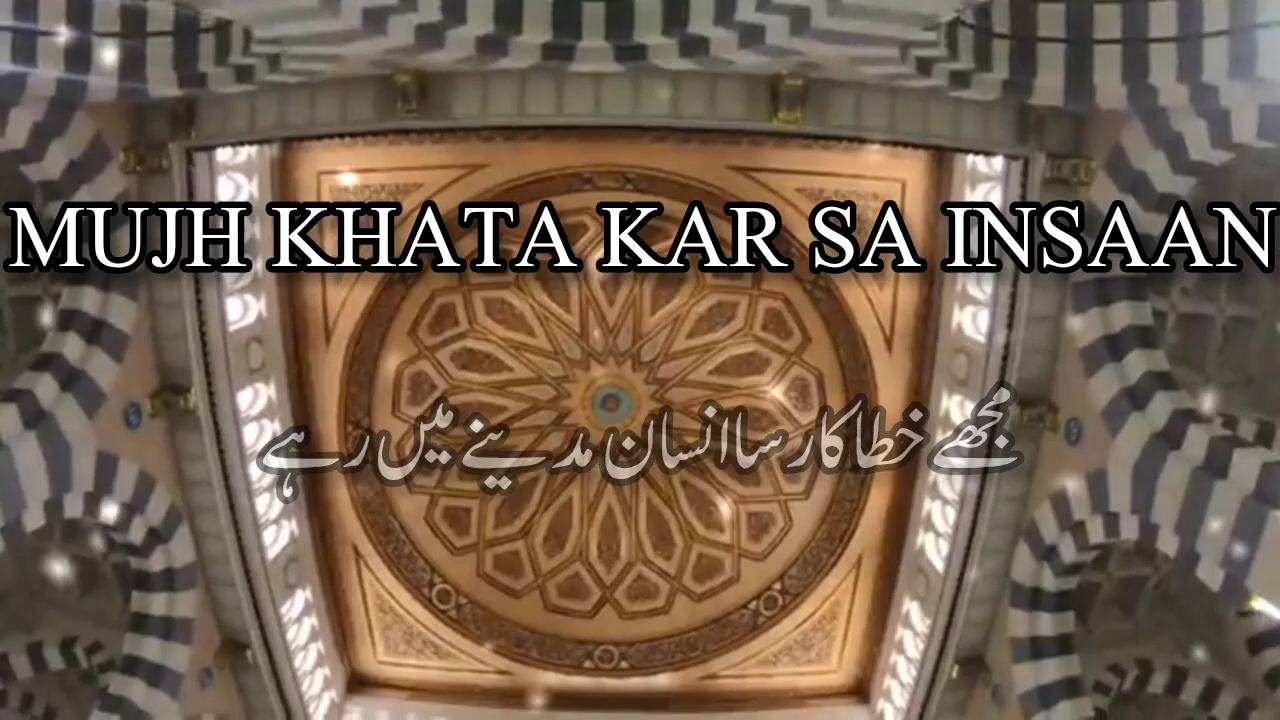 MUJH KHATA KAR SA INSAAN
مجھے خطا کار سا انسان مدینے میں رہے